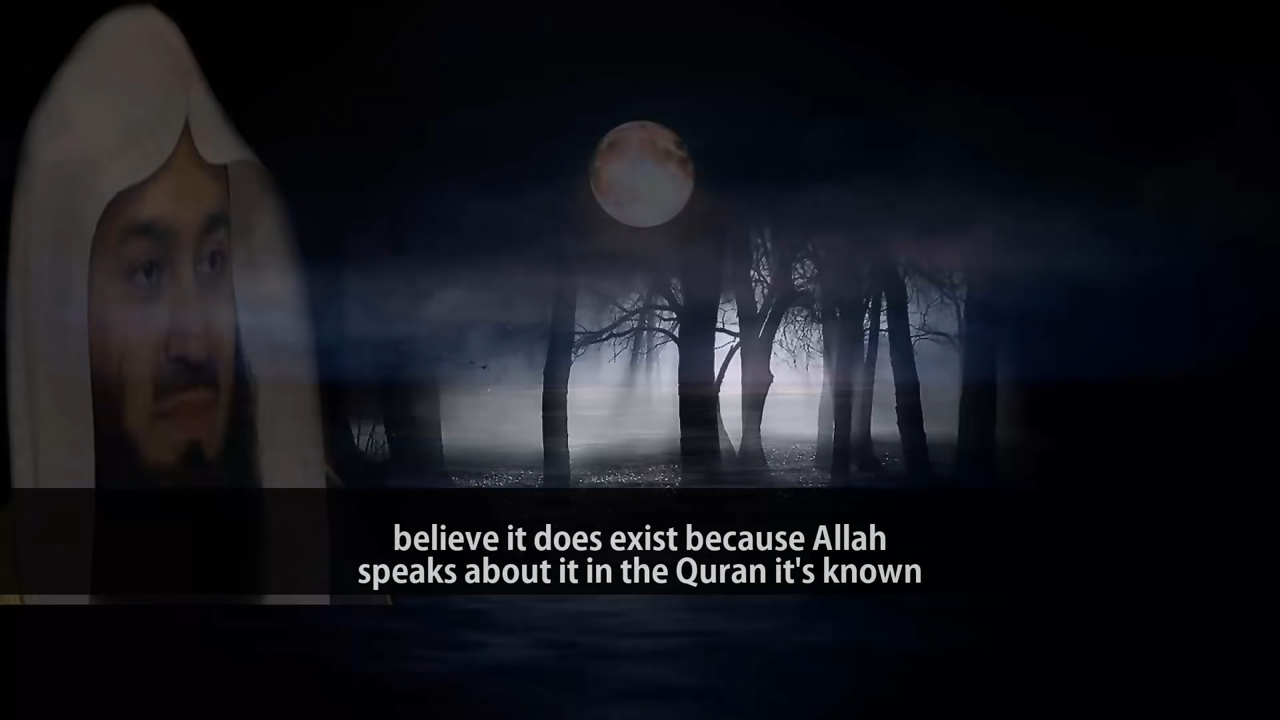 believe it does exist because Allah
speaks about it in the Quran it's known